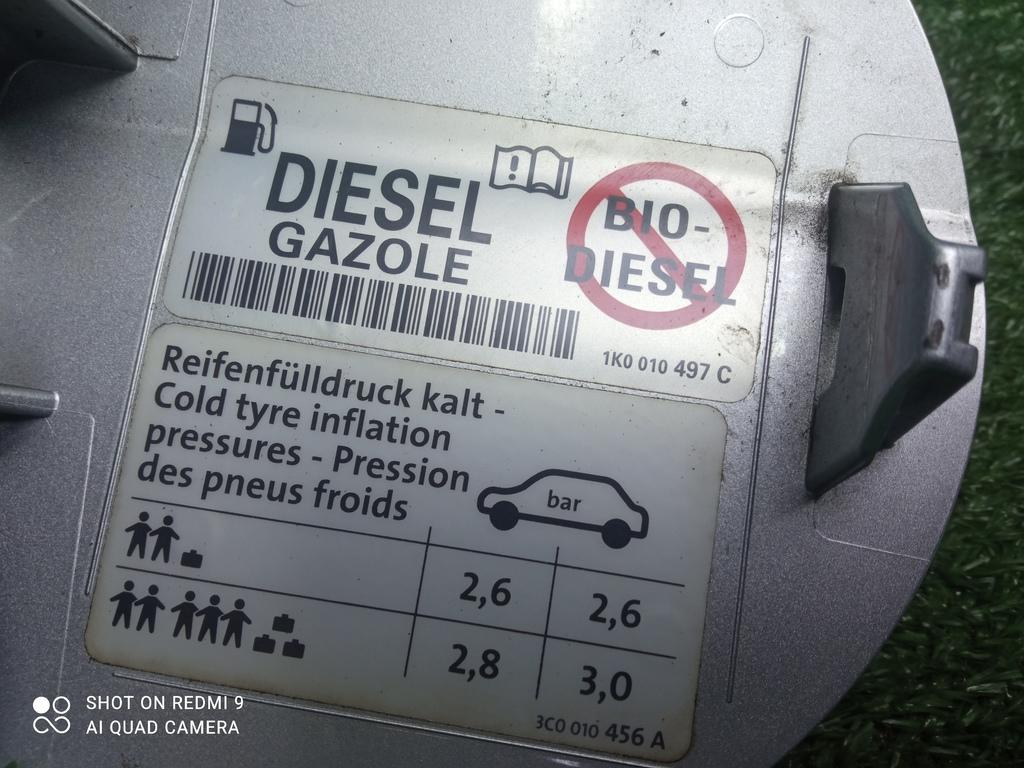 DIESEL
GAZOLE
BIO-
DIESEL
1K0 010 497 C
Reifenfülldruck kalt -
Cold tyre inflation
pressures - Pression
des pneus froids
bar
2,6 2,6
2,8 3,0
3C0 010 456 A
SHOT ON REDMI 9
AI QUAD CAMERA